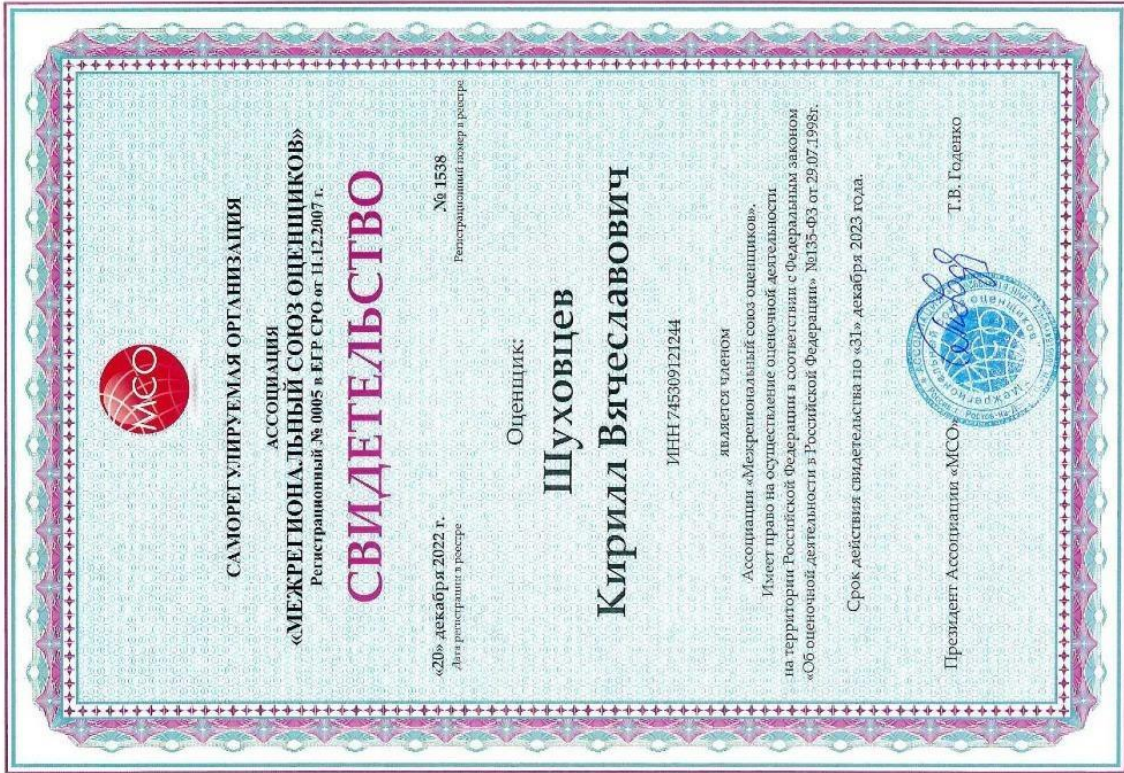 МСО
САМОРЕГУЛИРУЕМАЯ ОРГАНИЗАЦИЯ
АССОЦИАЦИЯ
«МЕЖРЕГИОНАЛЬНЫЙ СОЮЗ ОЦЕНЩИКОВ»
Регистрационный № 0005 в ЕГР СРО от 11.12.2007 г.
СВИДЕТЕЛЬСТВО
«20» декабря 2022 г. № 1538
Дата регистрации в реестре Регистрационный номер в реестре
Оценщик:
Шуховцев
Кирилл Вячеславович
ИНН 745309121244
является членом
Ассоциации «Межрегиональный союз оценщиков».
Имеет право на осуществление оценочной деятельности
на территории Российской Федерации в соответствии с Федеральным законом
«Об оценочной деятельности в Российской Федерации» №135-ФЗ от 29.07.1998г.
Срок действия свидетельства по «31» декабря 2023 года.
Президент Ассоциации «МСО» Т.В. Годенко